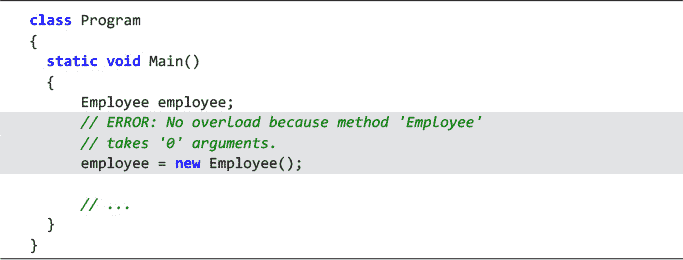 class Program
{
static void Main()
{
Employee employee;
// ERROR: No overload because method 'Employee'
// takes '0' arguments.
employee = new Employee();
// ...
}
}